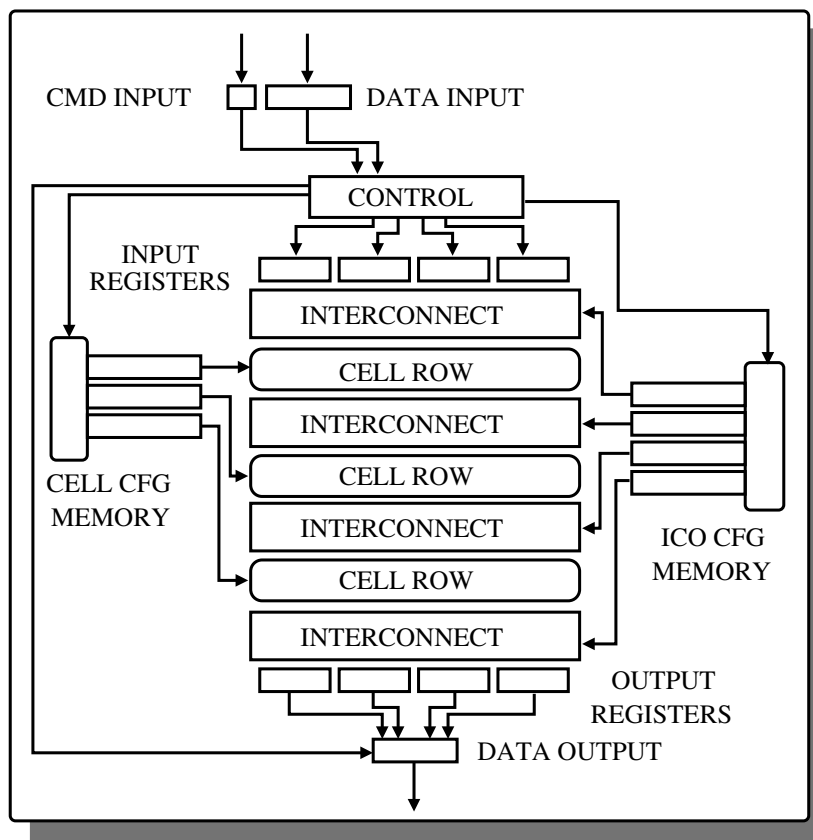 CMD INPUT
DATA INPUT
CONTROL
INPUT
REGISTERS
INTERCONNECT
CELL ROW
INTERCONNECT
CELL ROW
CELL CFG
MEMORY
INTERCONNECT
ICO CFG
MEMORY
CELL ROW
INTERCONNECT
OUTPUT
REGISTERS
DATA OUTPUT